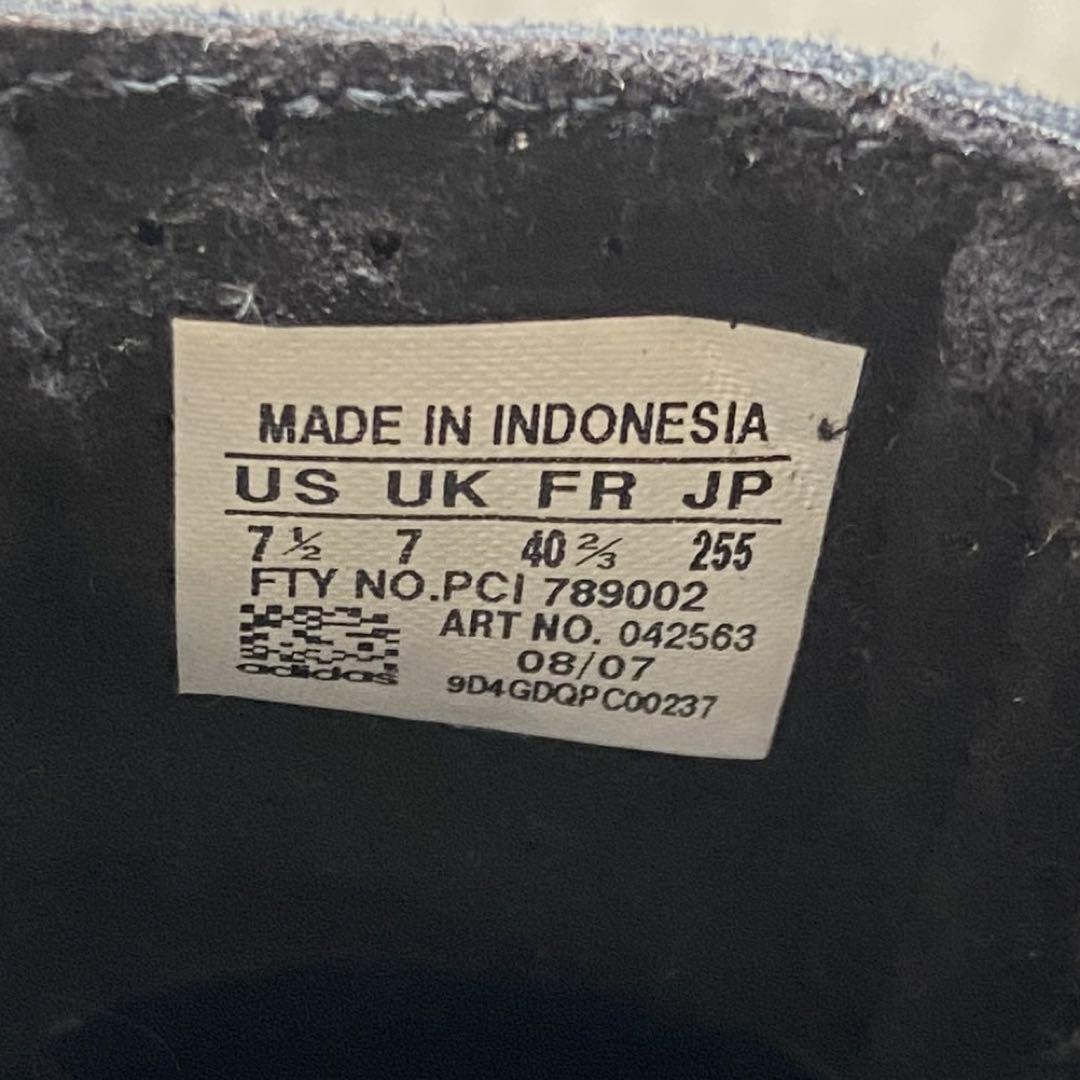 MADE IN INDONESIA
US UK FR JP
7 ½ 7 40 ⅔ 255
FTY NO.PCI 789002
ART NO. 042563
08/07
adidas 9D4GDQPC00237